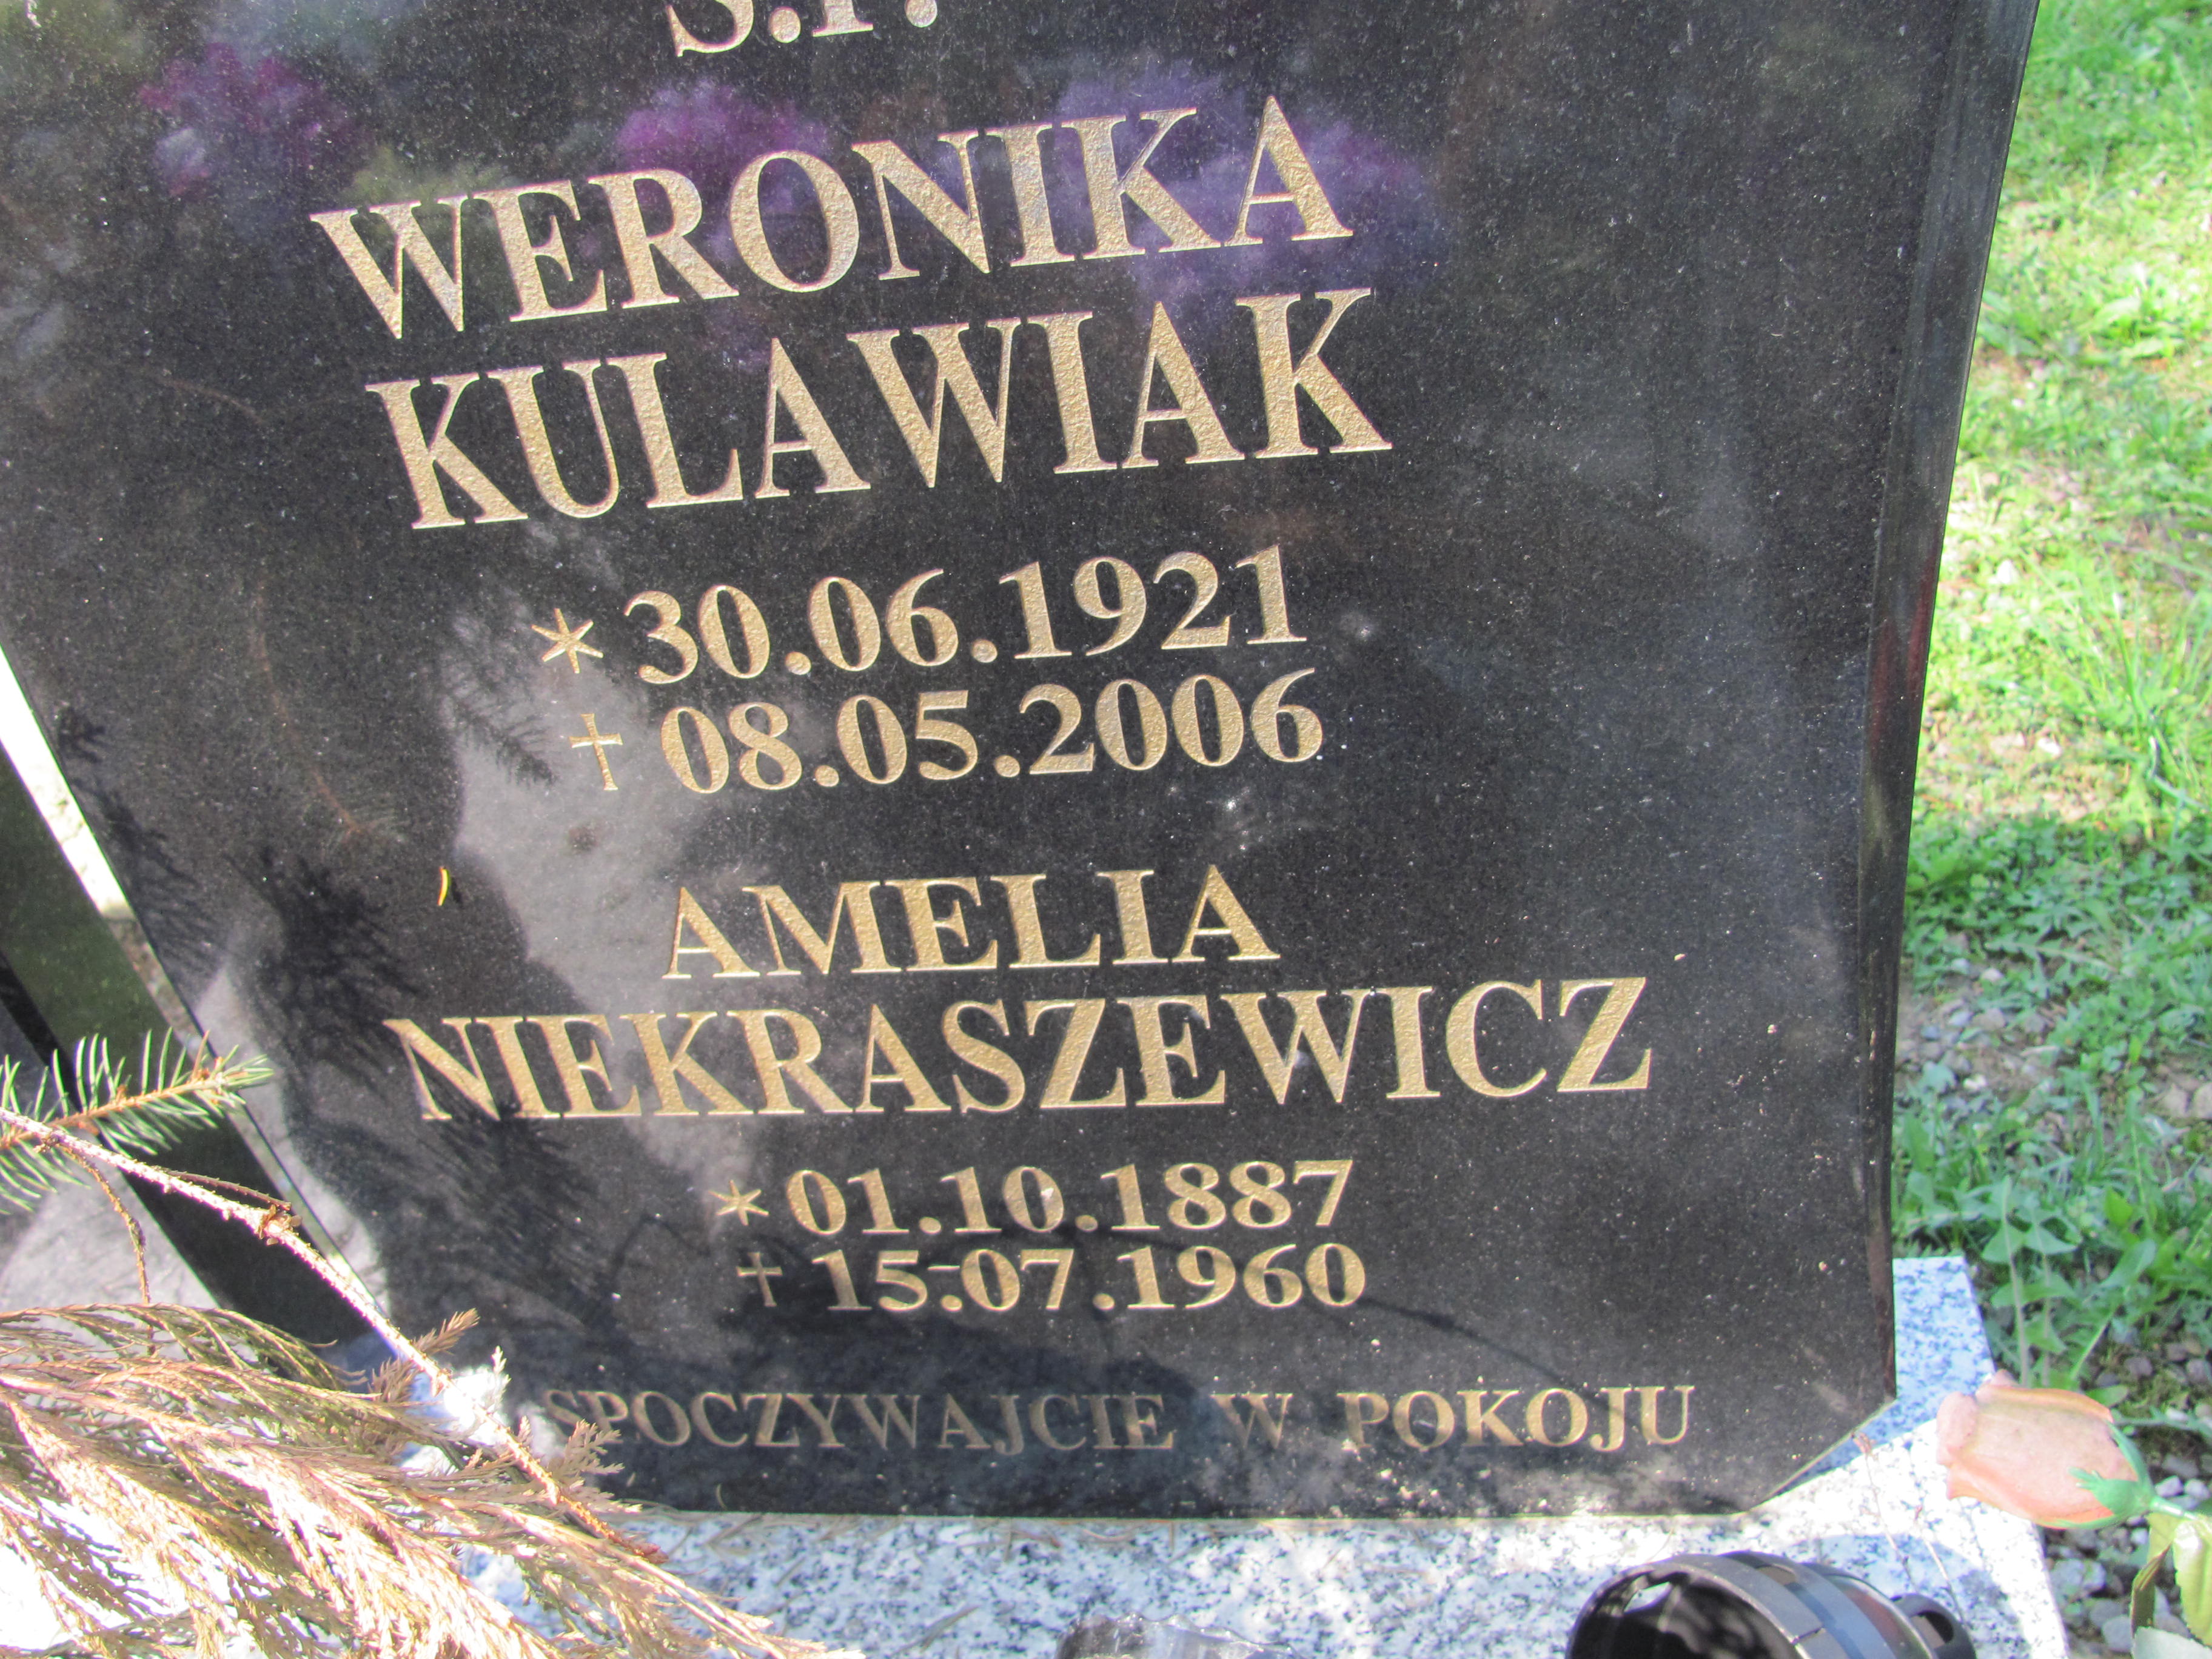 Ś.P.
WERONIKA
KULAWIAK
* 30.06.1921
† 08.05.2006
AMELIA
NIEKRASZEWICZ
* 01.10.1887
† 15.07.1960
SPOCZYWAJCIE W POKOJU